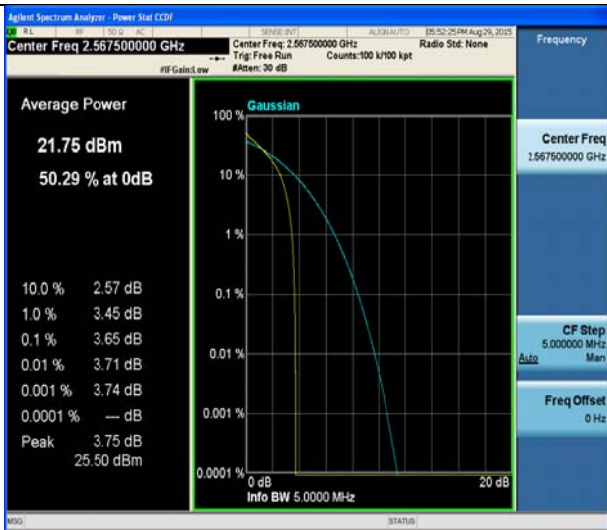 Agilent Spectrum Analyzer - Power Stat CCDF
RL RF 50 Ω AC SENSE:INT ALIGN AUTO 05:52:25 PM Aug 29, 2015
Center Freq 2.567500000 GHz
Center Freq: 2.567500000 GHz Radio Std: None
Trig: Free Run Counts:100 k/100 kpt
#IFGain:Low #Atten: 30 dB
Frequency
Average Power
21.75 dBm
50.29 % at 0dB
10.0 % 2.57 dB
1.0 % 3.45 dB
0.1 % 3.65 dB
0.01 % 3.71 dB
0.001 % 3.74 dB
0.0001 % --- dB
Peak 3.75 dB
25.50 dBm
Gaussian
100 %
10 %
1 %
0.1 %
0.01 %
0.001 %
0.0001 %
0 dB 20 dB
Info BW 5.0000 MHz
Center Freq
2.567500000 GHz
CF Step
5.000000 MHz
Auto Man
Freq Offset
0 Hz
MSG STATUS